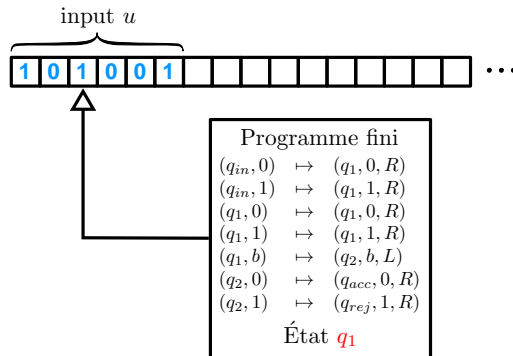 input u
1 0 1 0 0 1 ...
Programme fini
(q_in, 0) ↦ (q_1, 0, R)
(q_in, 1) ↦ (q_1, 1, R)
(q_1, 0) ↦ (q_1, 0, R)
(q_1, 1) ↦ (q_1, 1, R)
(q_1, b) ↦ (q_2, b, L)
(q_2, 0) ↦ (q_acc, 0, R)
(q_2, 1) ↦ (q_rej, 1, R)
État q_1